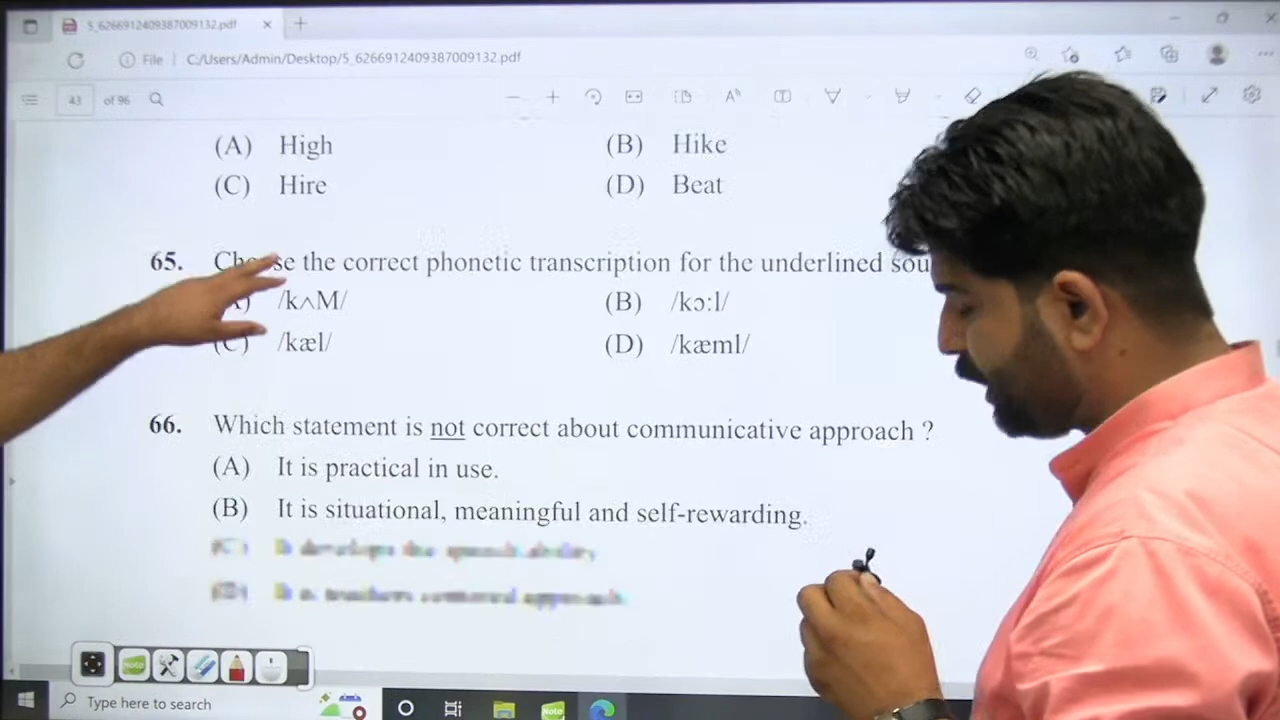 5_6266912409387009132.pdf
File C:/Users/Admin/Desktop/5_6266912409387009132.pdf
43 of 96
(A) High (B) Hike
(C) Hire (D) Beat
65. Choose the correct phonetic transcription for the underlined sou
/k∧M/ (B) /kɔ:l/
(C) /kæl/ (D) /kæml/
66. Which statement is not correct about communicative approach ?
(A) It is practical in use.
(B) It is situational, meaningful and self-rewarding.
Type here to search